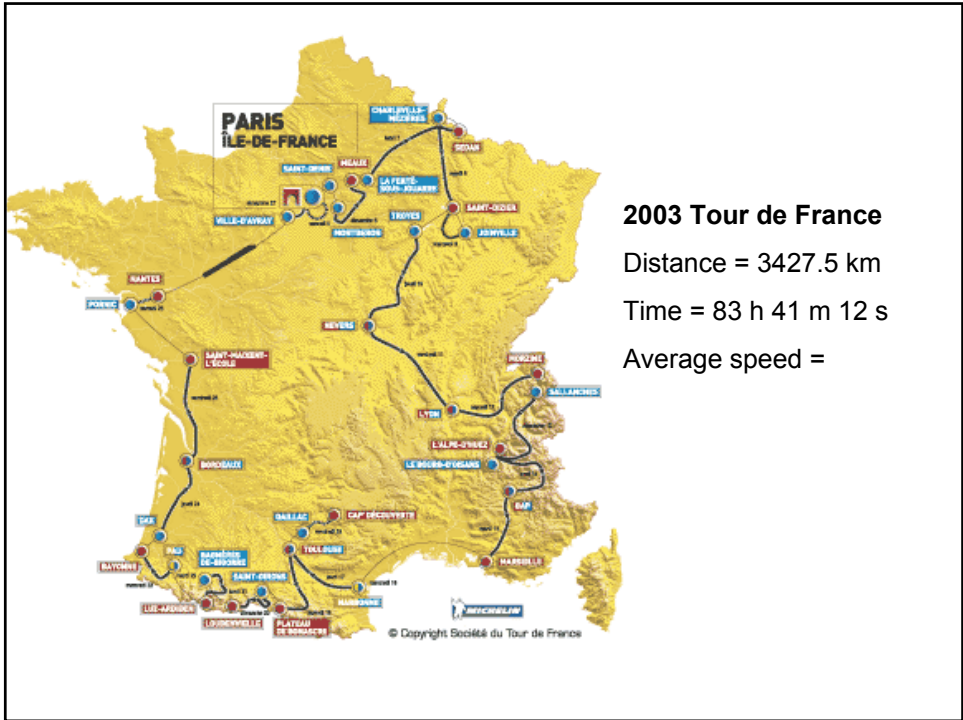 PARIS
ÎLE-DE-FRANCE
CHARLEVILLE-
MÉZIÈRES
SEDAN
SAINT-DENIS
MEAUX
LA FERTÉ-
SOUS-JOUARRE
VILLE-D'AVRAY
MONTGERON
TROYES
SAINT-DIZIER
JOINVILLE
NANTES
PORNIC
NEVERS
SAINT-MAIXENT-
L'ÉCOLE
MORZINE
SALLANCHES
LYON
L'ALPE-D'HUEZ
LE BOURG-D'OISANS
BORDEAUX
GAP
DAX
GAILLAC
CAP' DÉCOUVERTE
BAYONNE
PAU
BAGNÈRES
DE-BIGORRE
TOULOUSE
MARSEILLE
SAINT-GIRONS
NARBONNE
LUZ-ARDIDEN
LOUDENVIELLE
PLATEAU
DE BONASCRE
MICHELIN
© Copyright Société du Tour de France
2003 Tour de France
Distance = 3427.5 km
Time = 83 h 41 m 12 s
Average speed =